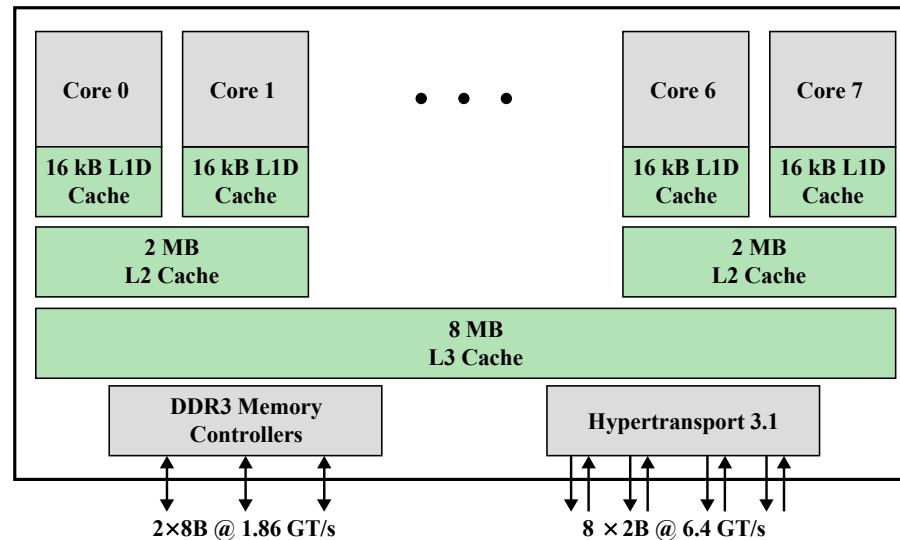 Core 0
Core 1
Core 6
Core 7
16 kB L1D
Cache
16 kB L1D
Cache
16 kB L1D
Cache
16 kB L1D
Cache
2 MB
L2 Cache
2 MB
L2 Cache
8 MB
L3 Cache
DDR3 Memory
Controllers
Hypertransport 3.1
2×8B @ 1.86 GT/s
8 ×2B @ 6.4 GT/s